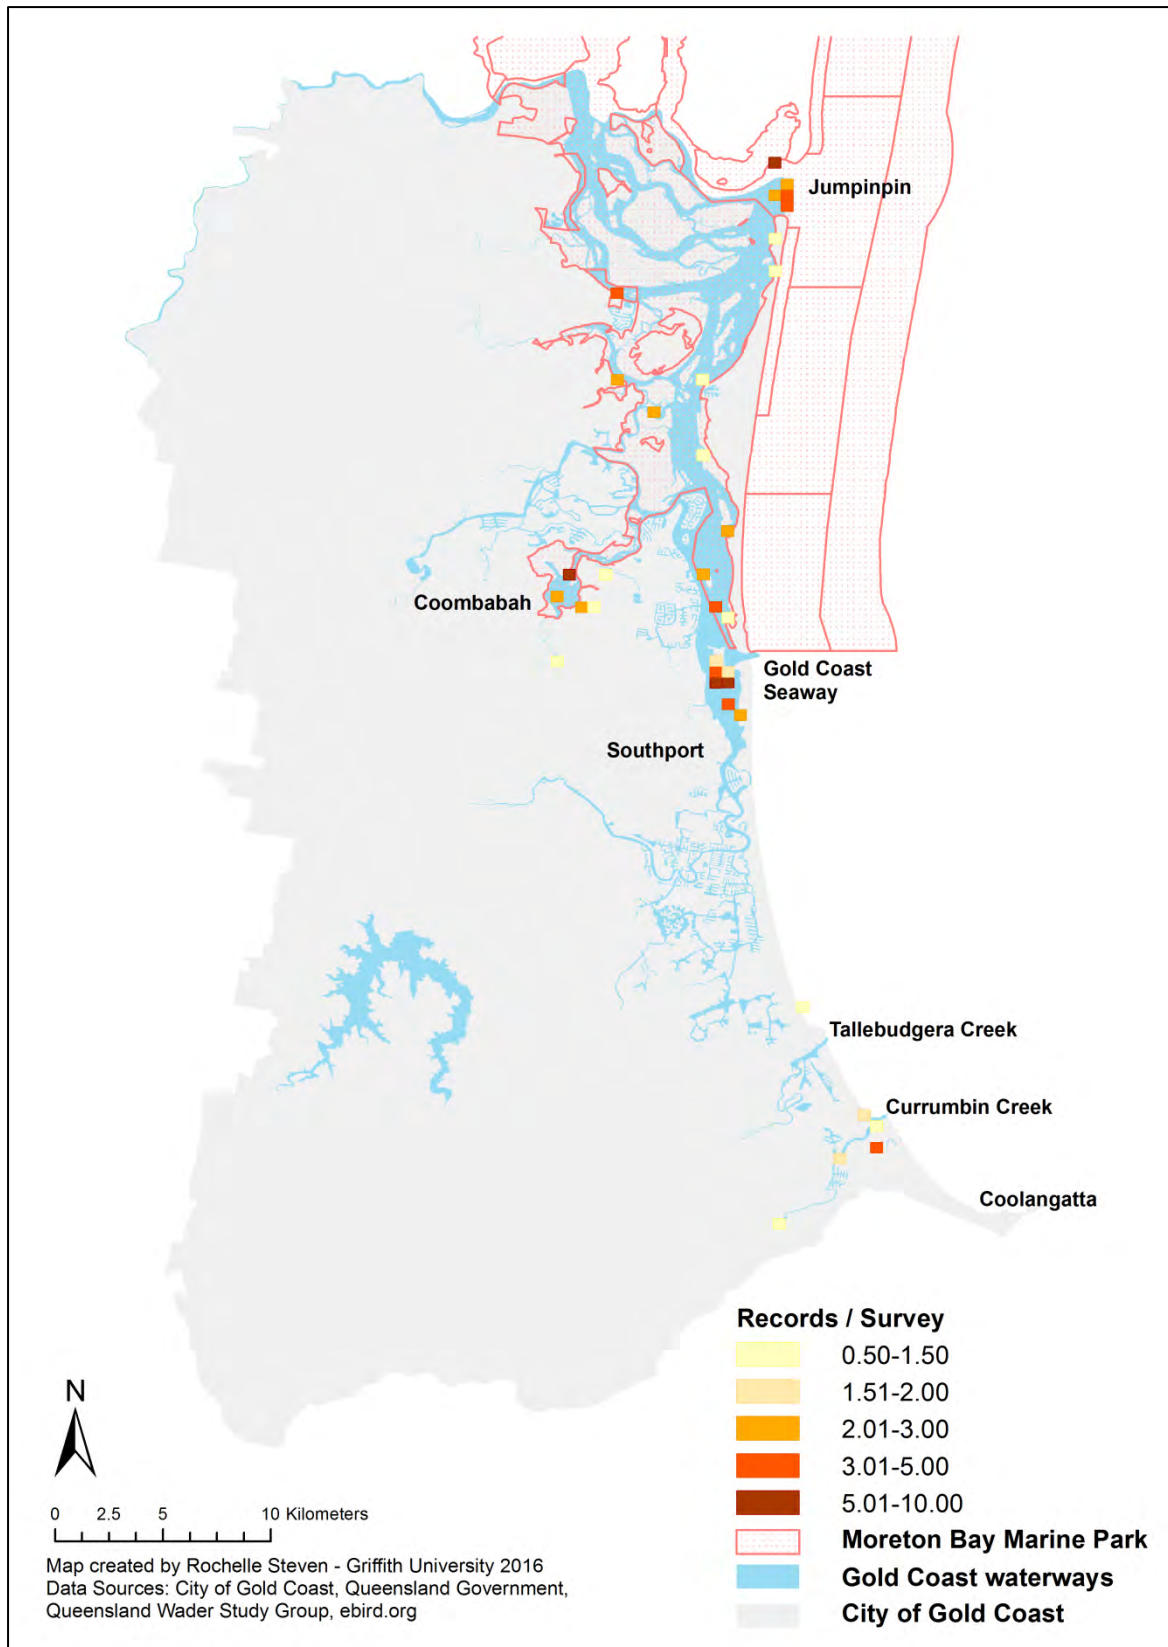 Jumpinpin
Coombabah
Gold Coast
Seaway
Southport
Tallebudgera Creek
Currumbin Creek
Coolangatta
Records / Survey
0.50-1.50
1.51-2.00
2.01-3.00
3.01-5.00
5.01-10.00
Moreton Bay Marine Park
Gold Coast waterways
City of Gold Coast
N
0 2.5 5 10 Kilometers
Map created by Rochelle Steven - Griffith University 2016
Data Sources: City of Gold Coast, Queensland Government,
Queensland Wader Study Group, ebird.org